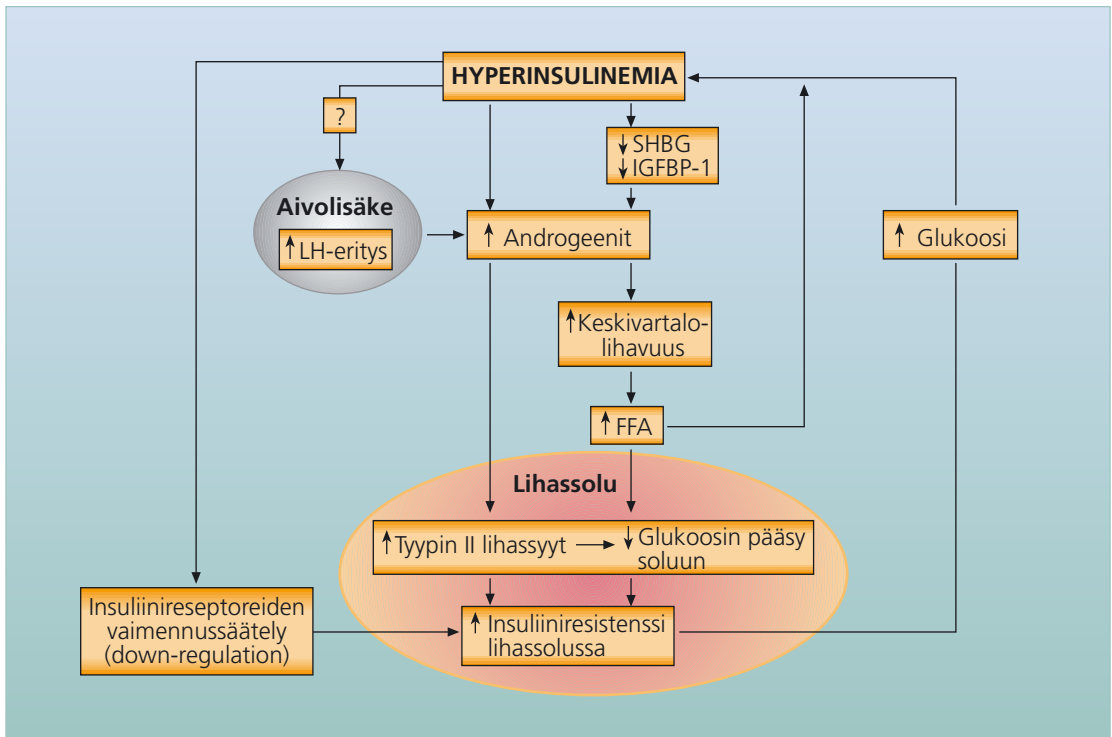 HYPERINSULINEMIA
?
↓ SHBG
↓ IGFBP-1
Aivolisäke
↑ LH-eritys
↑ Androgeenit
↑ Glukoosi
↑ Keskivartalo-
lihavuus
↑ FFA
Lihassolu
↑ Tyypin II lihassyyt
↓ Glukoosin pääsy
soluun
Insuliinireseptoreiden
vaimennussäätely
(down-regulation)
↑ Insuliiniresistenssi
lihassolussa